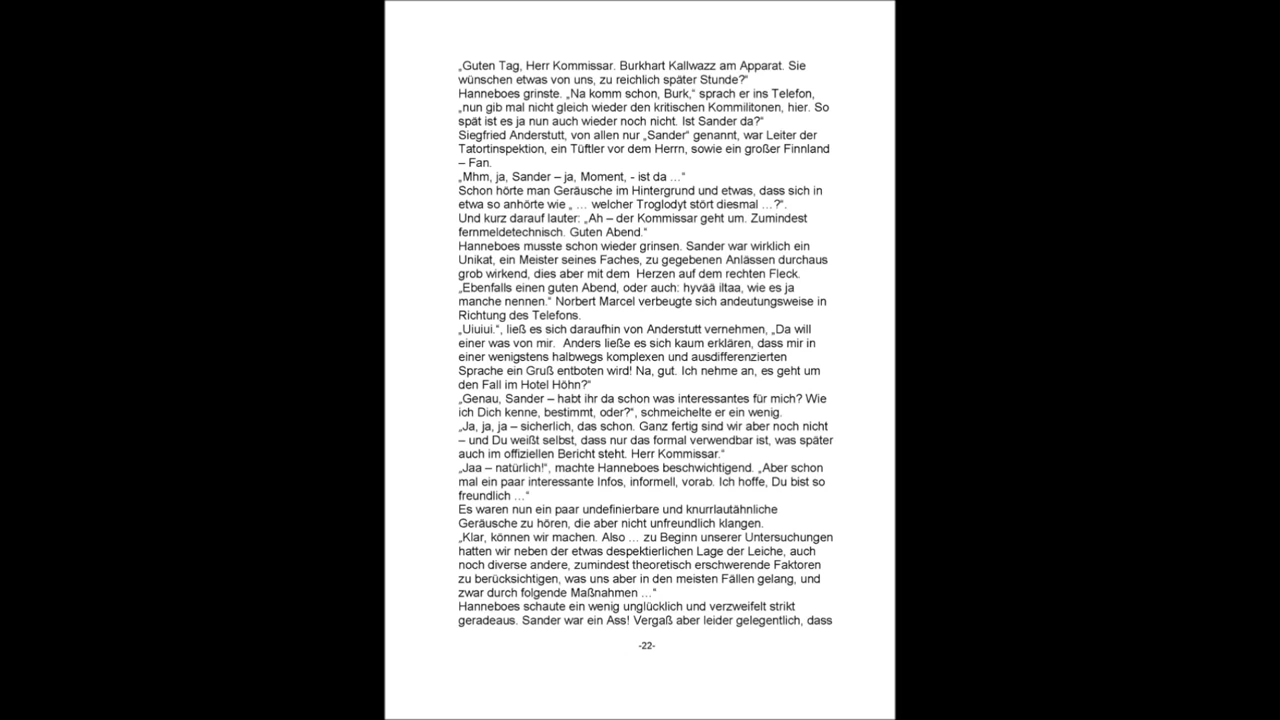 „Guten Tag, Herr Kommissar. Burkhart Kallwazz am Apparat. Sie
wünschen etwas von uns, zu reichlich später Stunde?“
Hanneboes grinste. „Na komm schon, Burk,“ sprach er ins Telefon,
„nun gib mal nicht gleich wieder den kritischen Kommilitonen, hier. So
spät ist es ja nun auch wieder noch nicht. Ist Sander da?“
Siegfried Anderstutt, von allen nur „Sander“ genannt, war Leiter der
Tatortinspektion, ein Tüftler vor dem Herrn, sowie ein großer Finnland
– Fan.
„Mhm, ja, Sander – ja, Moment, - ist da …“
Schon hörte man Geräusche im Hintergrund und etwas, dass sich in
etwa so anhörte wie „ … welcher Troglodyt stört diesmal …?“.
Und kurz darauf lauter: „Ah – der Kommissar geht um. Zumindest
fernmeldetechnisch. Guten Abend.“
Hanneboes musste schon wieder grinsen. Sander war wirklich ein
Unikat, ein Meister seines Faches, zu gegebenen Anlässen durchaus
grob wirkend, dies aber mit dem  Herzen auf dem rechten Fleck.
„Ebenfalls einen guten Abend, oder auch: hyvää iltaa, wie es ja
manche nennen.“ Norbert Marcel verbeugte sich andeutungsweise in
Richtung des Telefons.
„Uiuiui.“, ließ es sich daraufhin von Anderstutt vernehmen, „Da will
einer was von mir.  Anders ließe es sich kaum erklären, dass mir in
einer wenigstens halbwegs komplexen und ausdifferenzierten
Sprache ein Gruß entboten wird! Na, gut. Ich nehme an, es geht um
den Fall im Hotel Höhn?“
„Genau, Sander – habt ihr da schon was interessantes für mich? Wie
ich Dich kenne, bestimmt, oder?“, schmeichelte er ein wenig.
„Ja, ja, ja – sicherlich, das schon. Ganz fertig sind wir aber noch nicht
– und Du weißt selbst, dass nur das formal verwendbar ist, was später
auch im offiziellen Bericht steht. Herr Kommissar.“
„Jaa – natürlich!“, machte Hanneboes beschwichtigend. „Aber schon
mal ein paar interessante Infos, informell, vorab. Ich hoffe, Du bist so
freundlich …“
Es waren nun ein paar undefinierbare und knurrlautähnliche
Geräusche zu hören, die aber nicht unfreundlich klangen.
„Klar, können wir machen. Also … zu Beginn unserer Untersuchungen
hatten wir neben der etwas despektierlichen Lage der Leiche, auch
noch diverse andere, zumindest theoretisch erschwerende Faktoren
zu berücksichtigen, was uns aber in den meisten Fällen gelang, und
zwar durch folgende Maßnahmen …“
Hanneboes schaute ein wenig unglücklich und verzweifelt strikt
geradeaus. Sander war ein Ass! Vergaß aber leider gelegentlich, dass
-22-